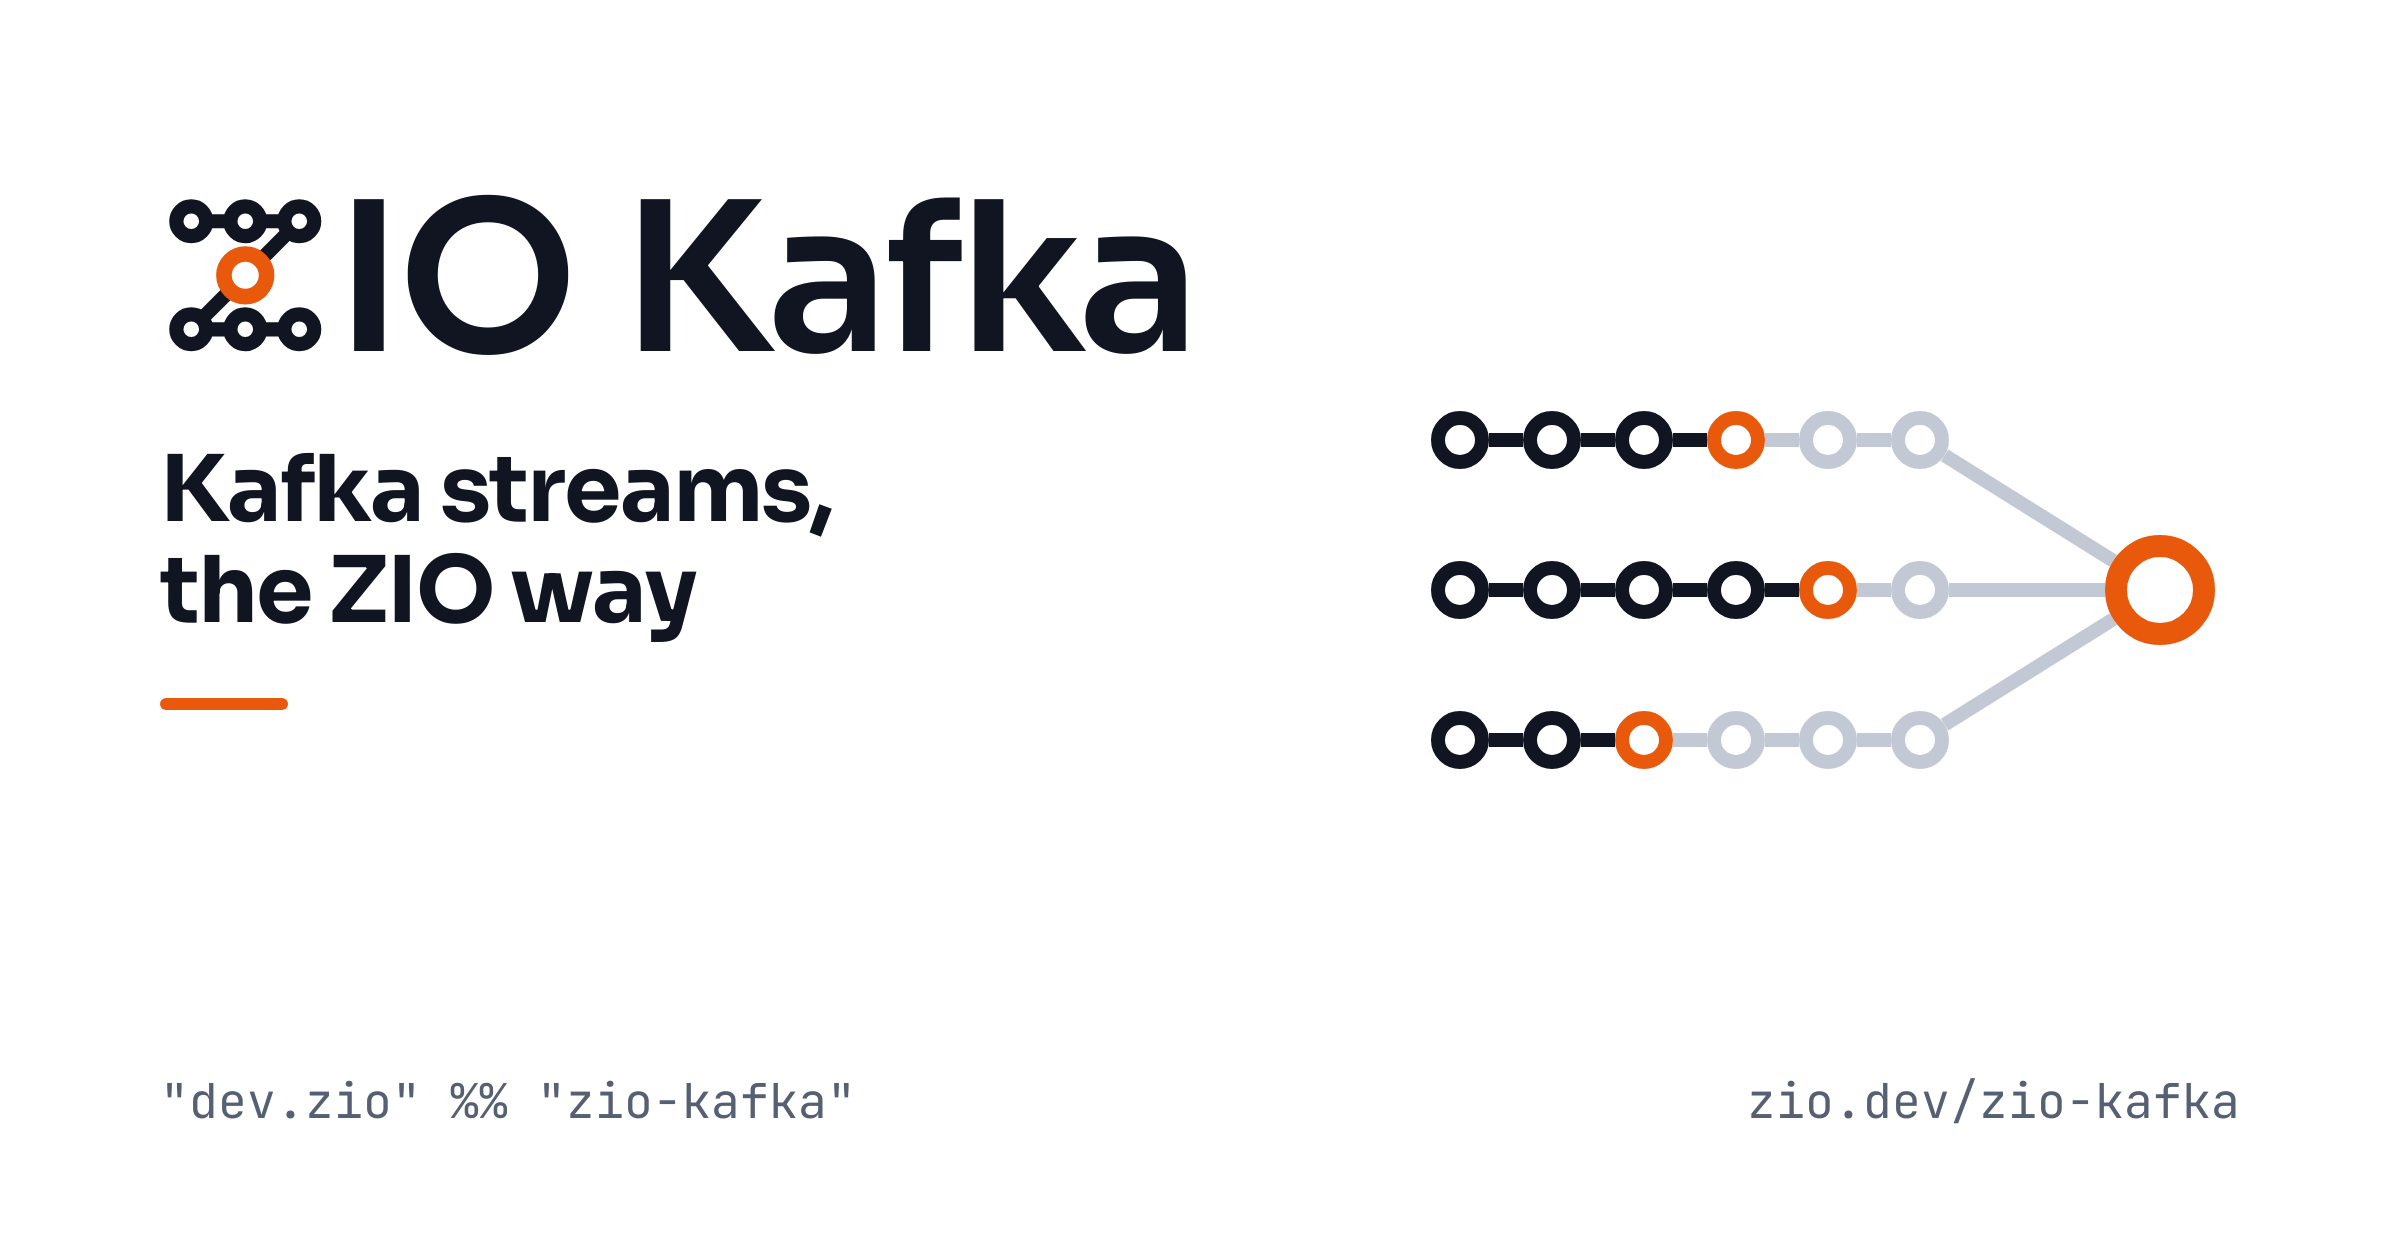 ZIO Kafka
Kafka streams,
the ZIO way
"dev.zio" %% "zio-kafka"
zio.dev/zio-kafka